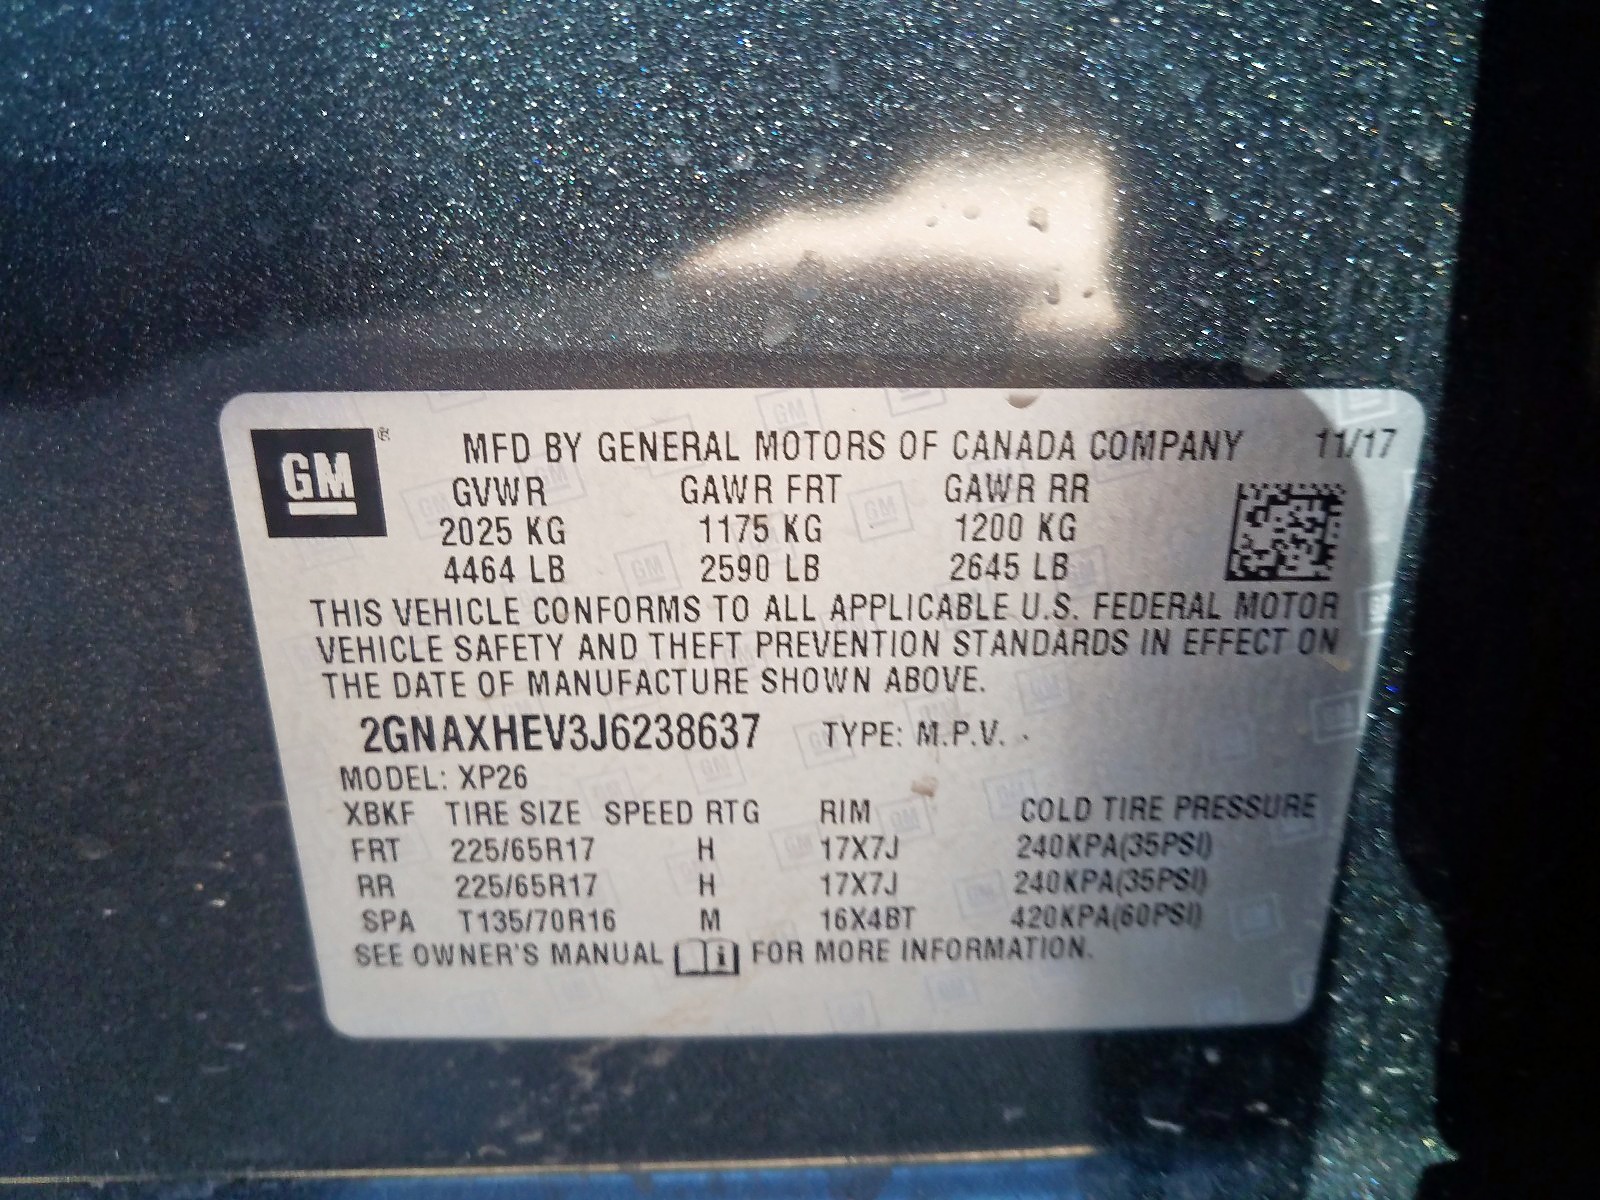 GM ® MFD BY GENERAL MOTORS OF CANADA COMPANY 11/17
GVWR GAWR FRT GAWR RR
2025 KG 1175 KG 1200 KG
4464 LB 2590 LB 2645 LB
THIS VEHICLE CONFORMS TO ALL APPLICABLE U.S. FEDERAL MOTOR
VEHICLE SAFETY AND THEFT PREVENTION STANDARDS IN EFFECT ON
THE DATE OF MANUFACTURE SHOWN ABOVE.
2GNAXHEV3J6238637 TYPE: M.P.V.
MODEL: XP26
XBKF TIRE SIZE SPEED RTG RIM COLD TIRE PRESSURE
FRT 225/65R17 H 17X7J 240KPA(35PSI)
RR 225/65R17 H 17X7J 240KPA(35PSI)
SPA T135/70R16 M 16X4BT 420KPA(60PSI)
SEE OWNER'S MANUAL i FOR MORE INFORMATION.